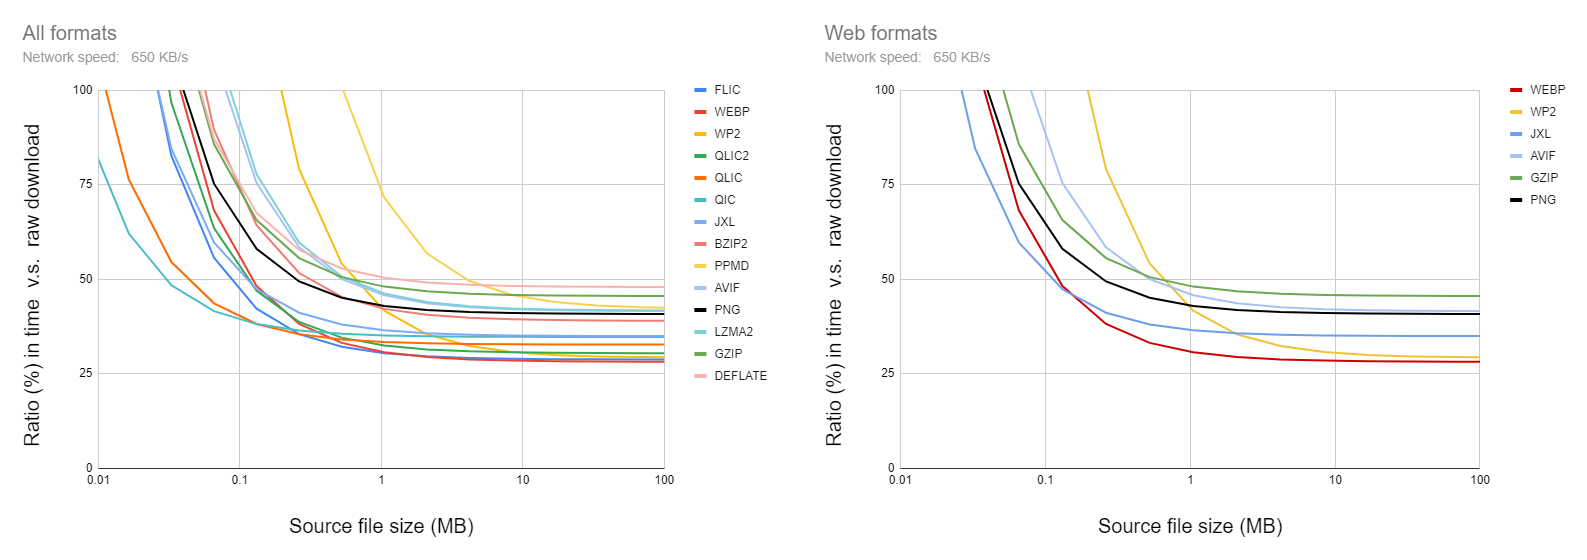 All formats
Network speed: 650 KB/s
Ratio (%) in time v.s. raw download
100
75
50
25
0
0.01
0.1
1
10
100
Source file size (MB)
FLIC
WEBP
WP2
QLIC2
QLIC
QIC
JXL
BZIP2
PPMD
AVIF
PNG
LZMA2
GZIP
DEFLATE
Web formats
Network speed: 650 KB/s
Ratio (%) in time v.s. raw download
100
75
50
25
0
0.01
0.1
1
10
100
Source file size (MB)
WEBP
WP2
JXL
AVIF
GZIP
PNG